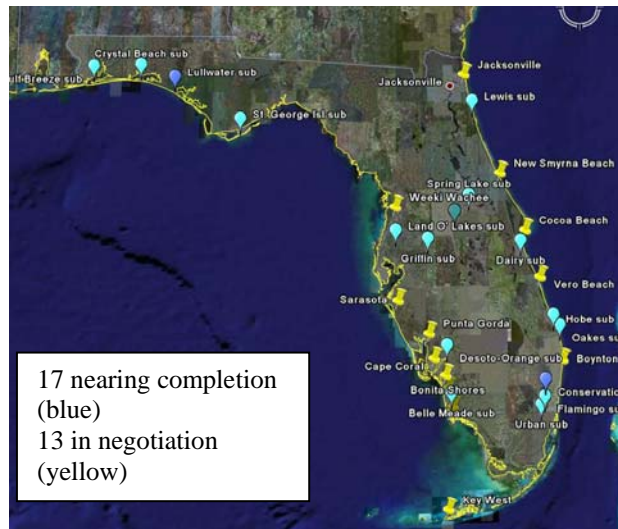 Crystal Beach sub
ulf Breeze sub
Lullwater sub
St. George Isl sub
Jacksonville
Jacksonville
Lewis sub
New Smyrna Beach
Spring Lake sub
Weeki Wachee
Cocoa Beach
Land O' Lakes sub
Griffin sub
Dairy sub
Vero Beach
Sarasota
Hobe sub
Punta Gorda
Oakes su
Cape Coral
Desoto-Orange sub
Boynton
Bonita Shores
Conservation
Belle Meade sub
Flamingo su
Urban sub
Key West
17 nearing completion
(blue)
13 in negotiation
(yellow)